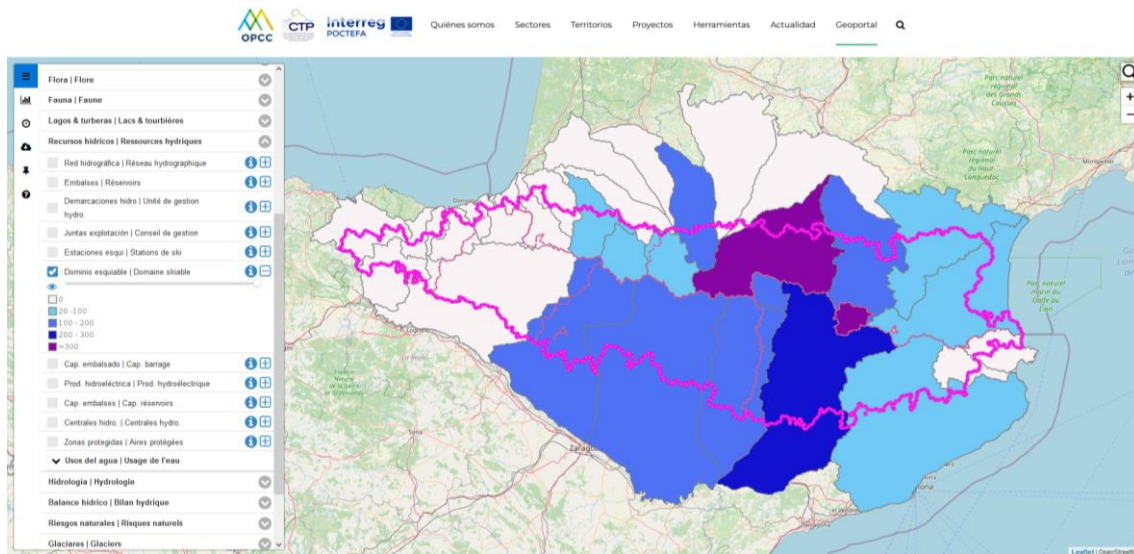 OPCC
CTP
Interreg
POCTEFA
Quiénes somos Sectores Territorios Proyectos Herramientas Actualidad Geoportal
Flora | Flore
Fauna | Faune
Lagos & turberas | Lacs & tourbières
Recursos hídricos | Ressources hydriques
Red hidrográfica | Réseau hydrographique
Embalses | Réservoirs
Demarcaciones hidro.| Unité de gestion
hydro.
Juntas explotación | Conseil de gestion
Estaciones esqui | Stations de ski
Dominio esquiable | Domaine skiable
0
20 -100
100 - 200
200 - 300
>300
Cap. embalsado | Cap. barrage
Prod. hidroeléctrica | Prod. hydroélectrique
Cap. embalses | Cap. réservoirs
Centrales hidro. | Centrales hydro.
Zonas protegidas | Aires protégées
Usos del agua | Usage de l'eau
Hidrología | Hydrologie
Balance hídrico | Bilan hydrique
Riesgos naturales | Risques naturels
Glaciares | Glaciers
Parc naturel
régional
des Grands
Causses
Parc naturel
régional
du Haut
Languedoc
Montpellier
Parc naturel
marin du
Golfe du
Lion
Logroño
Soria
Zaragoza
Tarragona
+
−
Leaflet | OpenStreet